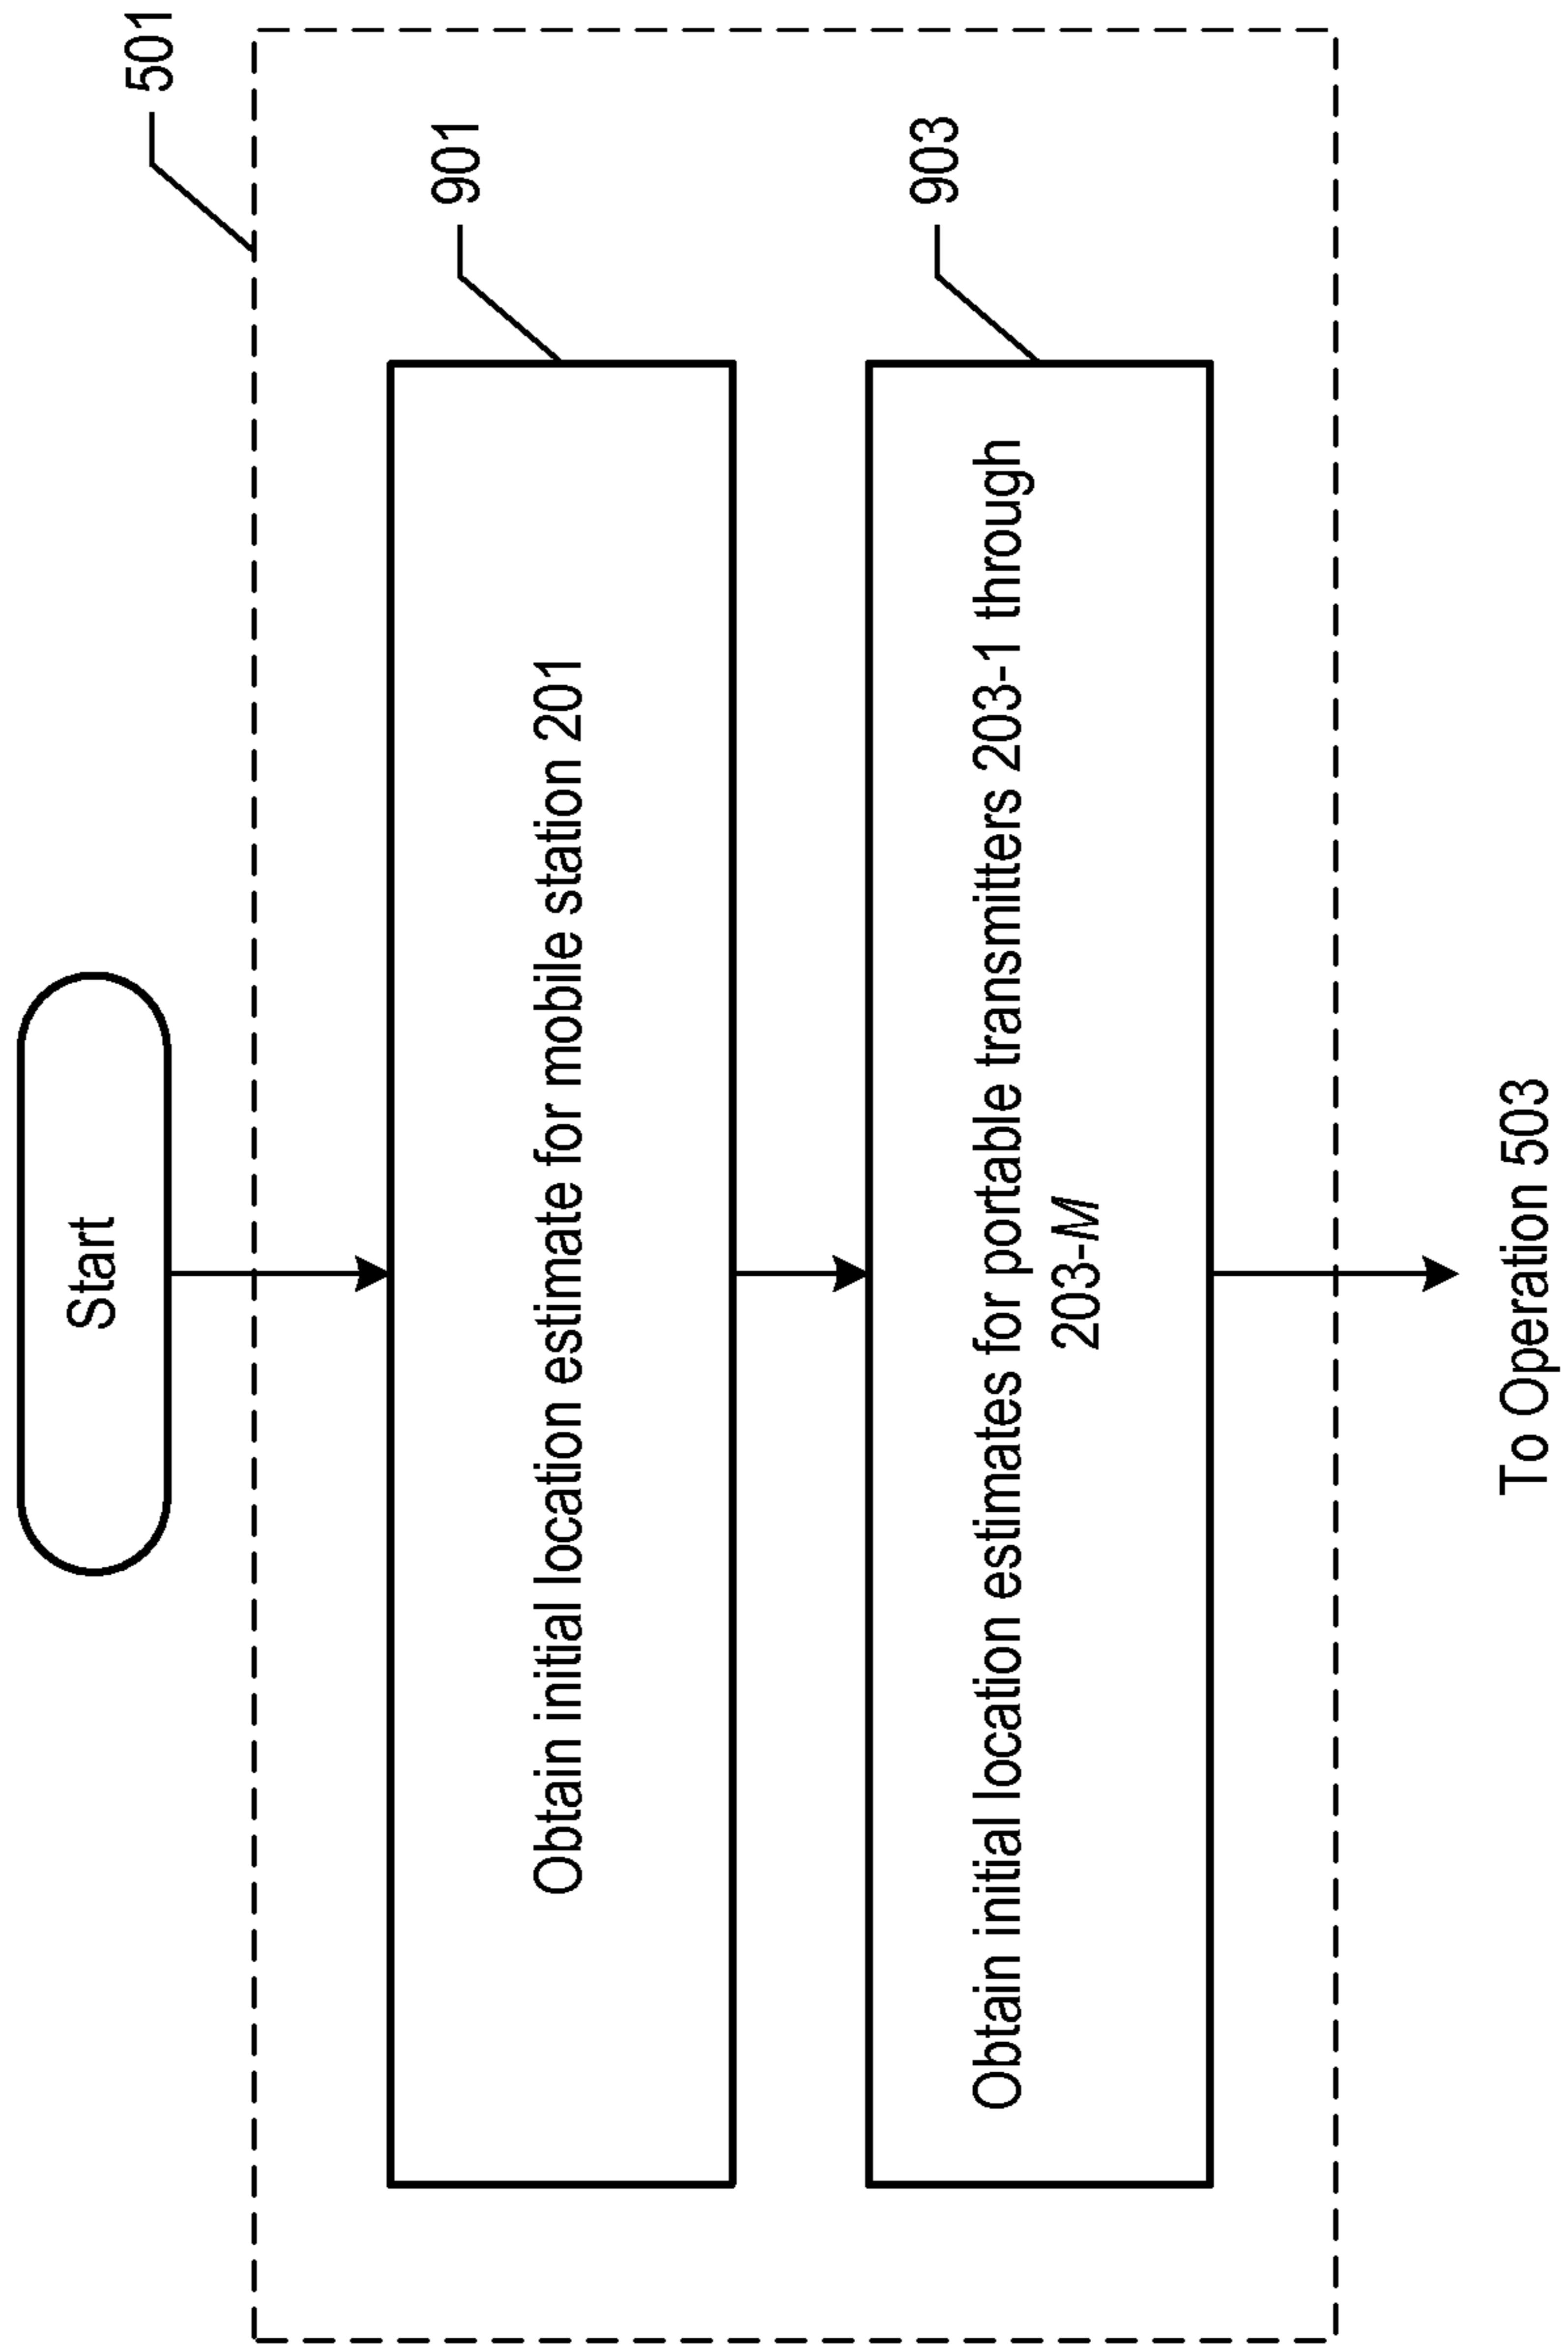 Start
501
901
Obtain initial location estimate for mobile station 201
903
Obtain initial location estimates for portable transmitters 203-1 through
203-M
To Operation 503